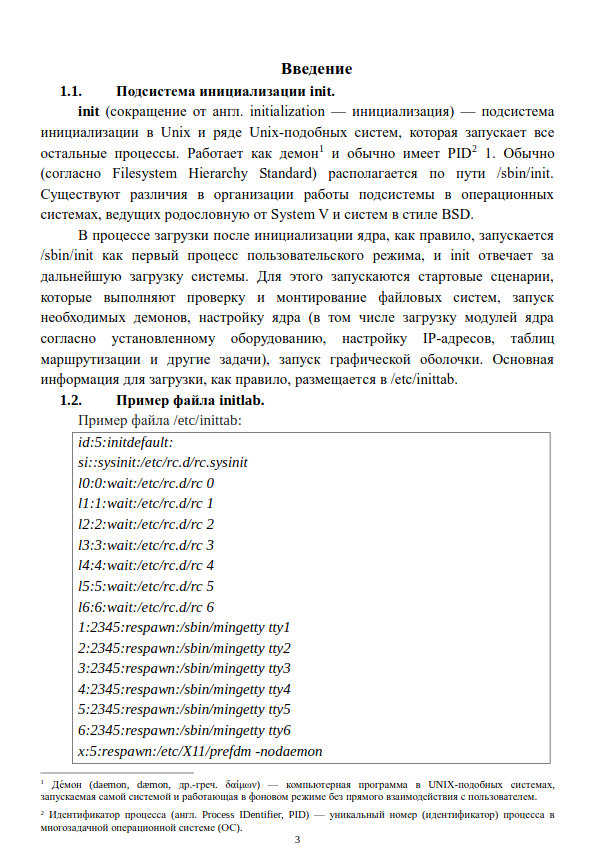 Введение
1.1. Подсистема инициализации init.
init (сокращение от англ. initialization — инициализация) — подсистема
инициализации в Unix и ряде Unix-подобных систем, которая запускает все
остальные процессы. Работает как демон1 и обычно имеет PID2 1. Обычно
(согласно Filesystem Hierarchy Standard) располагается по пути /sbin/init.
Существуют различия в организации работы подсистемы в операционных
системах, ведущих родословную от System V и систем в стиле BSD.
В процессе загрузки после инициализации ядра, как правило, запускается
/sbin/init как первый процесс пользовательского режима, и init отвечает за
дальнейшую загрузку системы. Для этого запускаются стартовые сценарии,
которые выполняют проверку и монтирование файловых систем, запуск
необходимых демонов, настройку ядра (в том числе загрузку модулей ядра
согласно установленному оборудованию, настройку IP-адресов, таблиц
маршрутизации и другие задачи), запуск графической оболочки. Основная
информация для загрузки, как правило, размещается в /etc/inittab.
1.2. Пример файла initlab.
Пример файла /etc/inittab:
id:5:initdefault:
si::sysinit:/etc/rc.d/rc.sysinit
l0:0:wait:/etc/rc.d/rc 0
l1:1:wait:/etc/rc.d/rc 1
l2:2:wait:/etc/rc.d/rc 2
l3:3:wait:/etc/rc.d/rc 3
l4:4:wait:/etc/rc.d/rc 4
l5:5:wait:/etc/rc.d/rc 5
l6:6:wait:/etc/rc.d/rc 6
1:2345:respawn:/sbin/mingetty tty1
2:2345:respawn:/sbin/mingetty tty2
3:2345:respawn:/sbin/mingetty tty3
4:2345:respawn:/sbin/mingetty tty4
5:2345:respawn:/sbin/mingetty tty5
6:2345:respawn:/sbin/mingetty tty6
x:5:respawn:/etc/X11/prefdm -nodaemon
1 Де́мон (daemon, dæmon, др.-греч. δαίμων) — компьютерная программа в UNIX-подобных системах,
запускаемая самой системой и работающая в фоновом режиме без прямого взаимодействия с пользователем.
2 Идентификатор процесса (англ. Process IDentifier, PID) — уникальный номер (идентификатор) процесса в
многозадачной операционной системе (ОС).
3